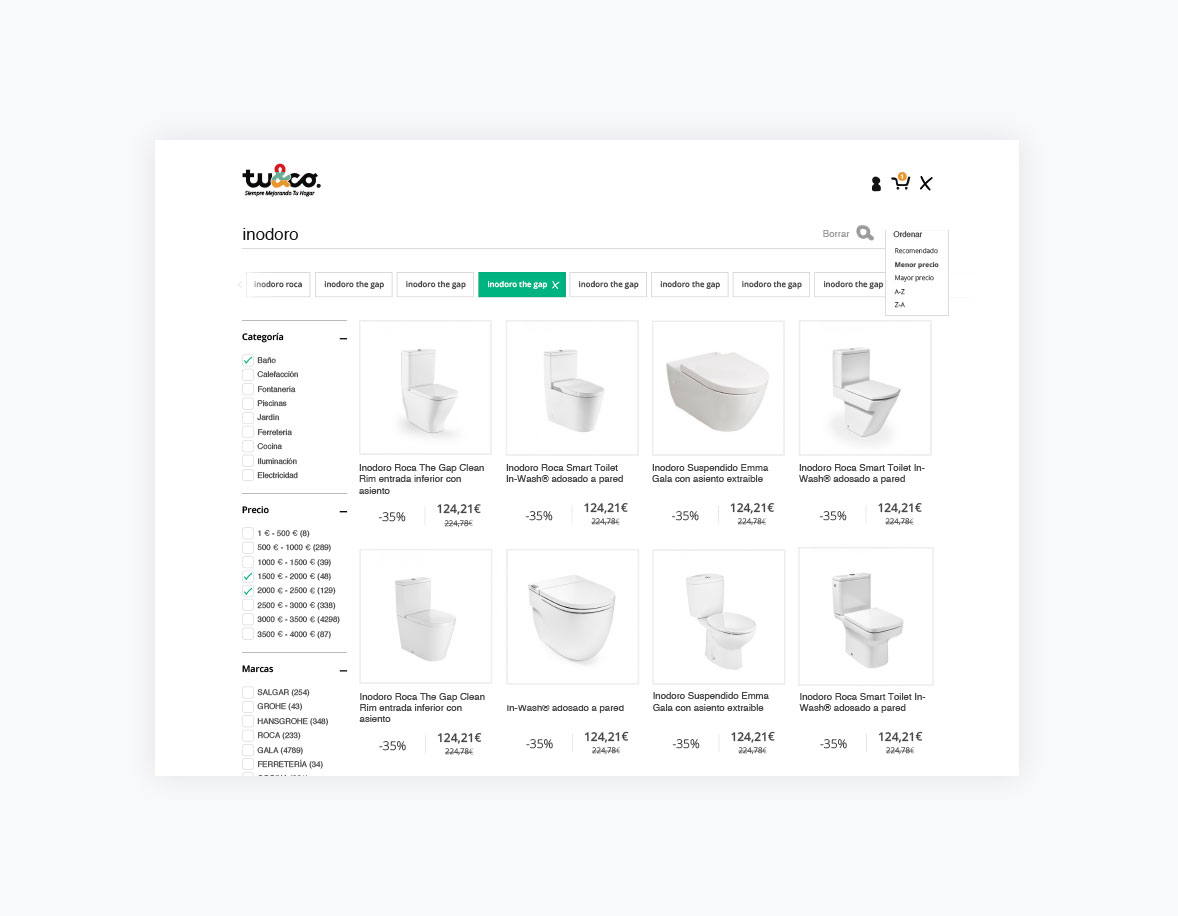 tu&co.
Siempre Mejorando Tu Hogar
1
inodoro
Borrar
Ordenar
Recomendado
Menor precio
Mayor precio
A-Z
Z-A
inodoro roca
inodoro the gap
inodoro the gap
inodoro the gap
inodoro the gap
inodoro the gap
inodoro the gap
inodoro the gap
Categoría
Baño
Calefacción
Fontaneria
Piscinas
Jardin
Ferreteria
Cocina
Iluminación
Electricidad
Precio
1 € - 500 € (8)
500 € - 1000 € (289)
1000 € - 1500 € (39)
1500 € - 2000 € (48)
2000 € - 2500 € (129)
2500 € - 3000 € (338)
3000 € - 3500 € (4298)
3500 € - 4000 € (87)
Marcas
SALGAR (254)
GROHE (43)
HANSGROHE (348)
ROCA (233)
GALA (4789)
FERRETERÍA (34)
Inodoro Roca The Gap Clean
Rim entrada inferior con
asiento
-35%
124,21€
224,78€
Inodoro Roca Smart Toilet
In-Wash® adosado a pared
-35%
124,21€
224,78€
Inodoro Suspendido Emma
Gala con asiento extraible
-35%
124,21€
224,78€
Inodoro Roca Smart Toilet In-
Wash® adosado a pared
-35%
124,21€
224,78€
Inodoro Roca The Gap Clean
Rim entrada inferior con
asiento
-35%
124,21€
224,78€
In-Wash® adosado a pared
-35%
124,21€
224,78€
Inodoro Suspendido Emma
Gala con asiento extraible
-35%
124,21€
224,78€
Inodoro Roca Smart Toilet In-
Wash® adosado a pared
-35%
124,21€
224,78€